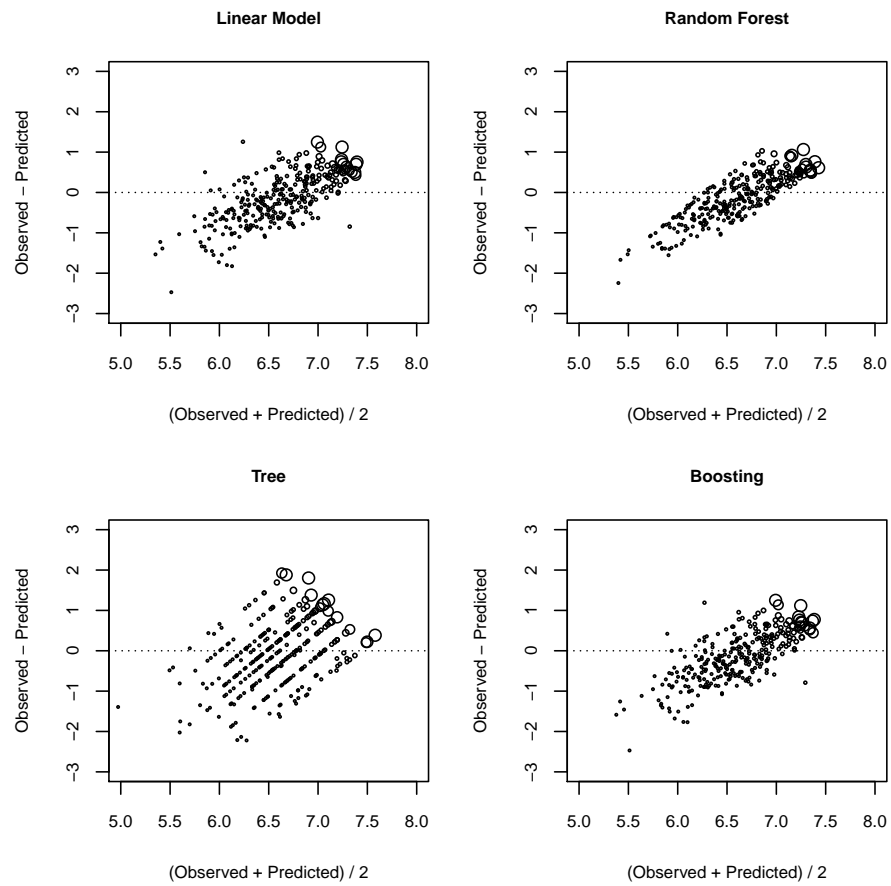 Linear Model
Observed − Predicted
3
2
1
0
−1
−2
−3
5.0 5.5 6.0 6.5 7.0 7.5 8.0
(Observed + Predicted) / 2
Random Forest
Observed − Predicted
3
2
1
0
−1
−2
−3
5.0 5.5 6.0 6.5 7.0 7.5 8.0
(Observed + Predicted) / 2
Tree
Observed − Predicted
3
2
1
0
−1
−2
−3
5.0 5.5 6.0 6.5 7.0 7.5 8.0
(Observed + Predicted) / 2
Boosting
Observed − Predicted
3
2
1
0
−1
−2
−3
5.0 5.5 6.0 6.5 7.0 7.5 8.0
(Observed + Predicted) / 2